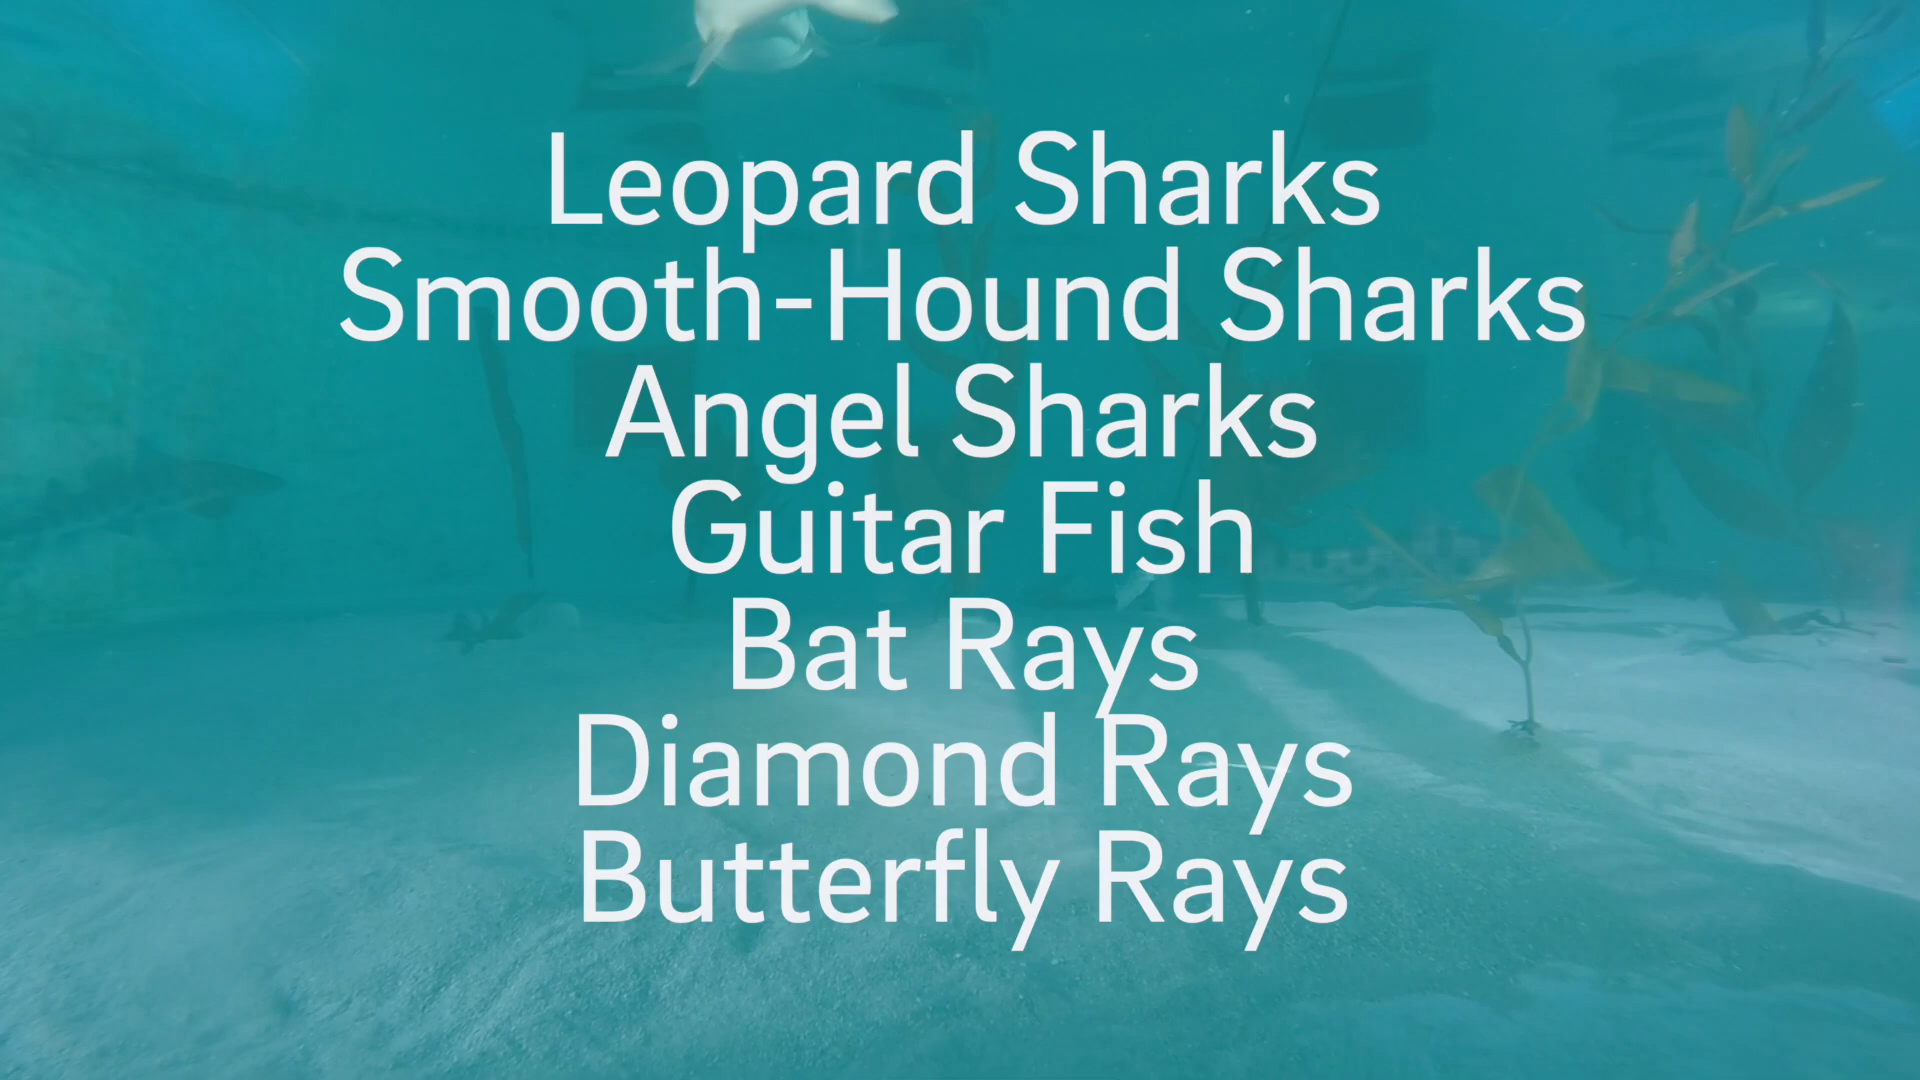 Leopard Sharks
Smooth-Hound Sharks
Angel Sharks
Guitar Fish
Bat Rays
Diamond Rays
Butterfly Rays